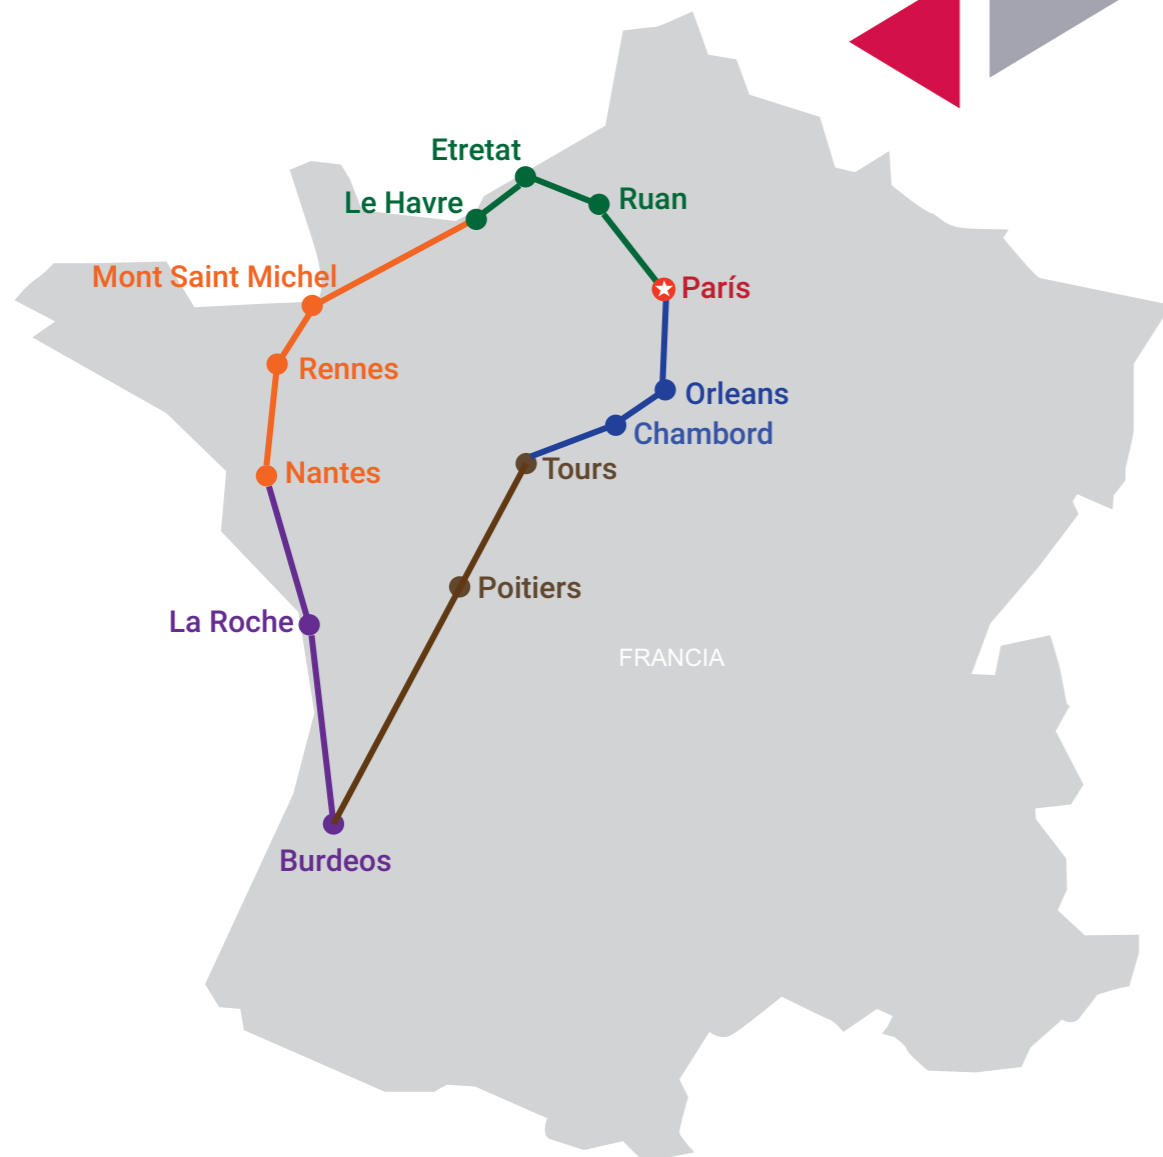 Etretat
Le Havre
Ruan
Mont Saint Michel
París
Rennes
Orleans
Chambord
Nantes
Tours
Poitiers
La Roche
FRANCIA
Burdeos